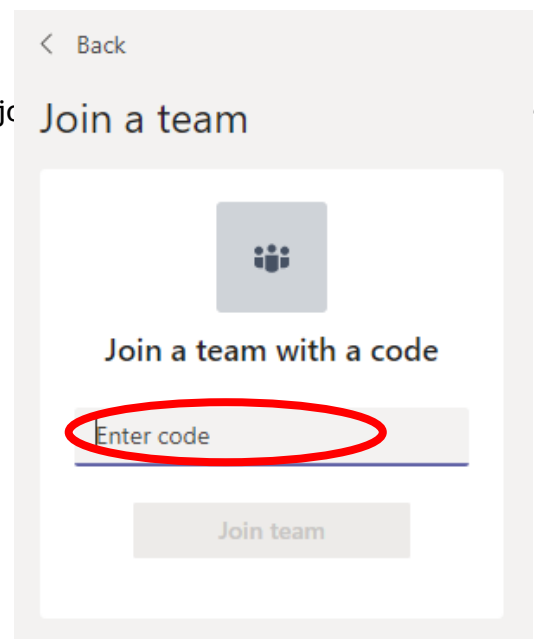 Back
Join a team
Join a team with a code
Enter code
Join team